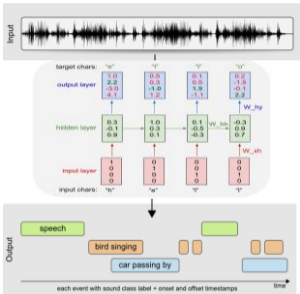 Input
target chars: "e" "l" "l" "o"
output layer
1.0 0.5 0.1 0.2
2.2 0.3 0.5 -1.5
-3.0 -1.0 1.9 -0.1
4.1 1.2 -1.1 2.2
W_hy
hidden layer
0.3 1.0 0.1 -0.3
-0.1 0.3 -0.5 0.9
0.9 0.1 -0.3 0.7
W_hh
W_xh
input layer
1 0 0 0
0 1 0 0
0 0 1 1
0 0 0 0
input chars: "h" "e" "l" "l"
Output
speech
bird singing
car passing by
time
each event with sound class label + onset and offset timestamps